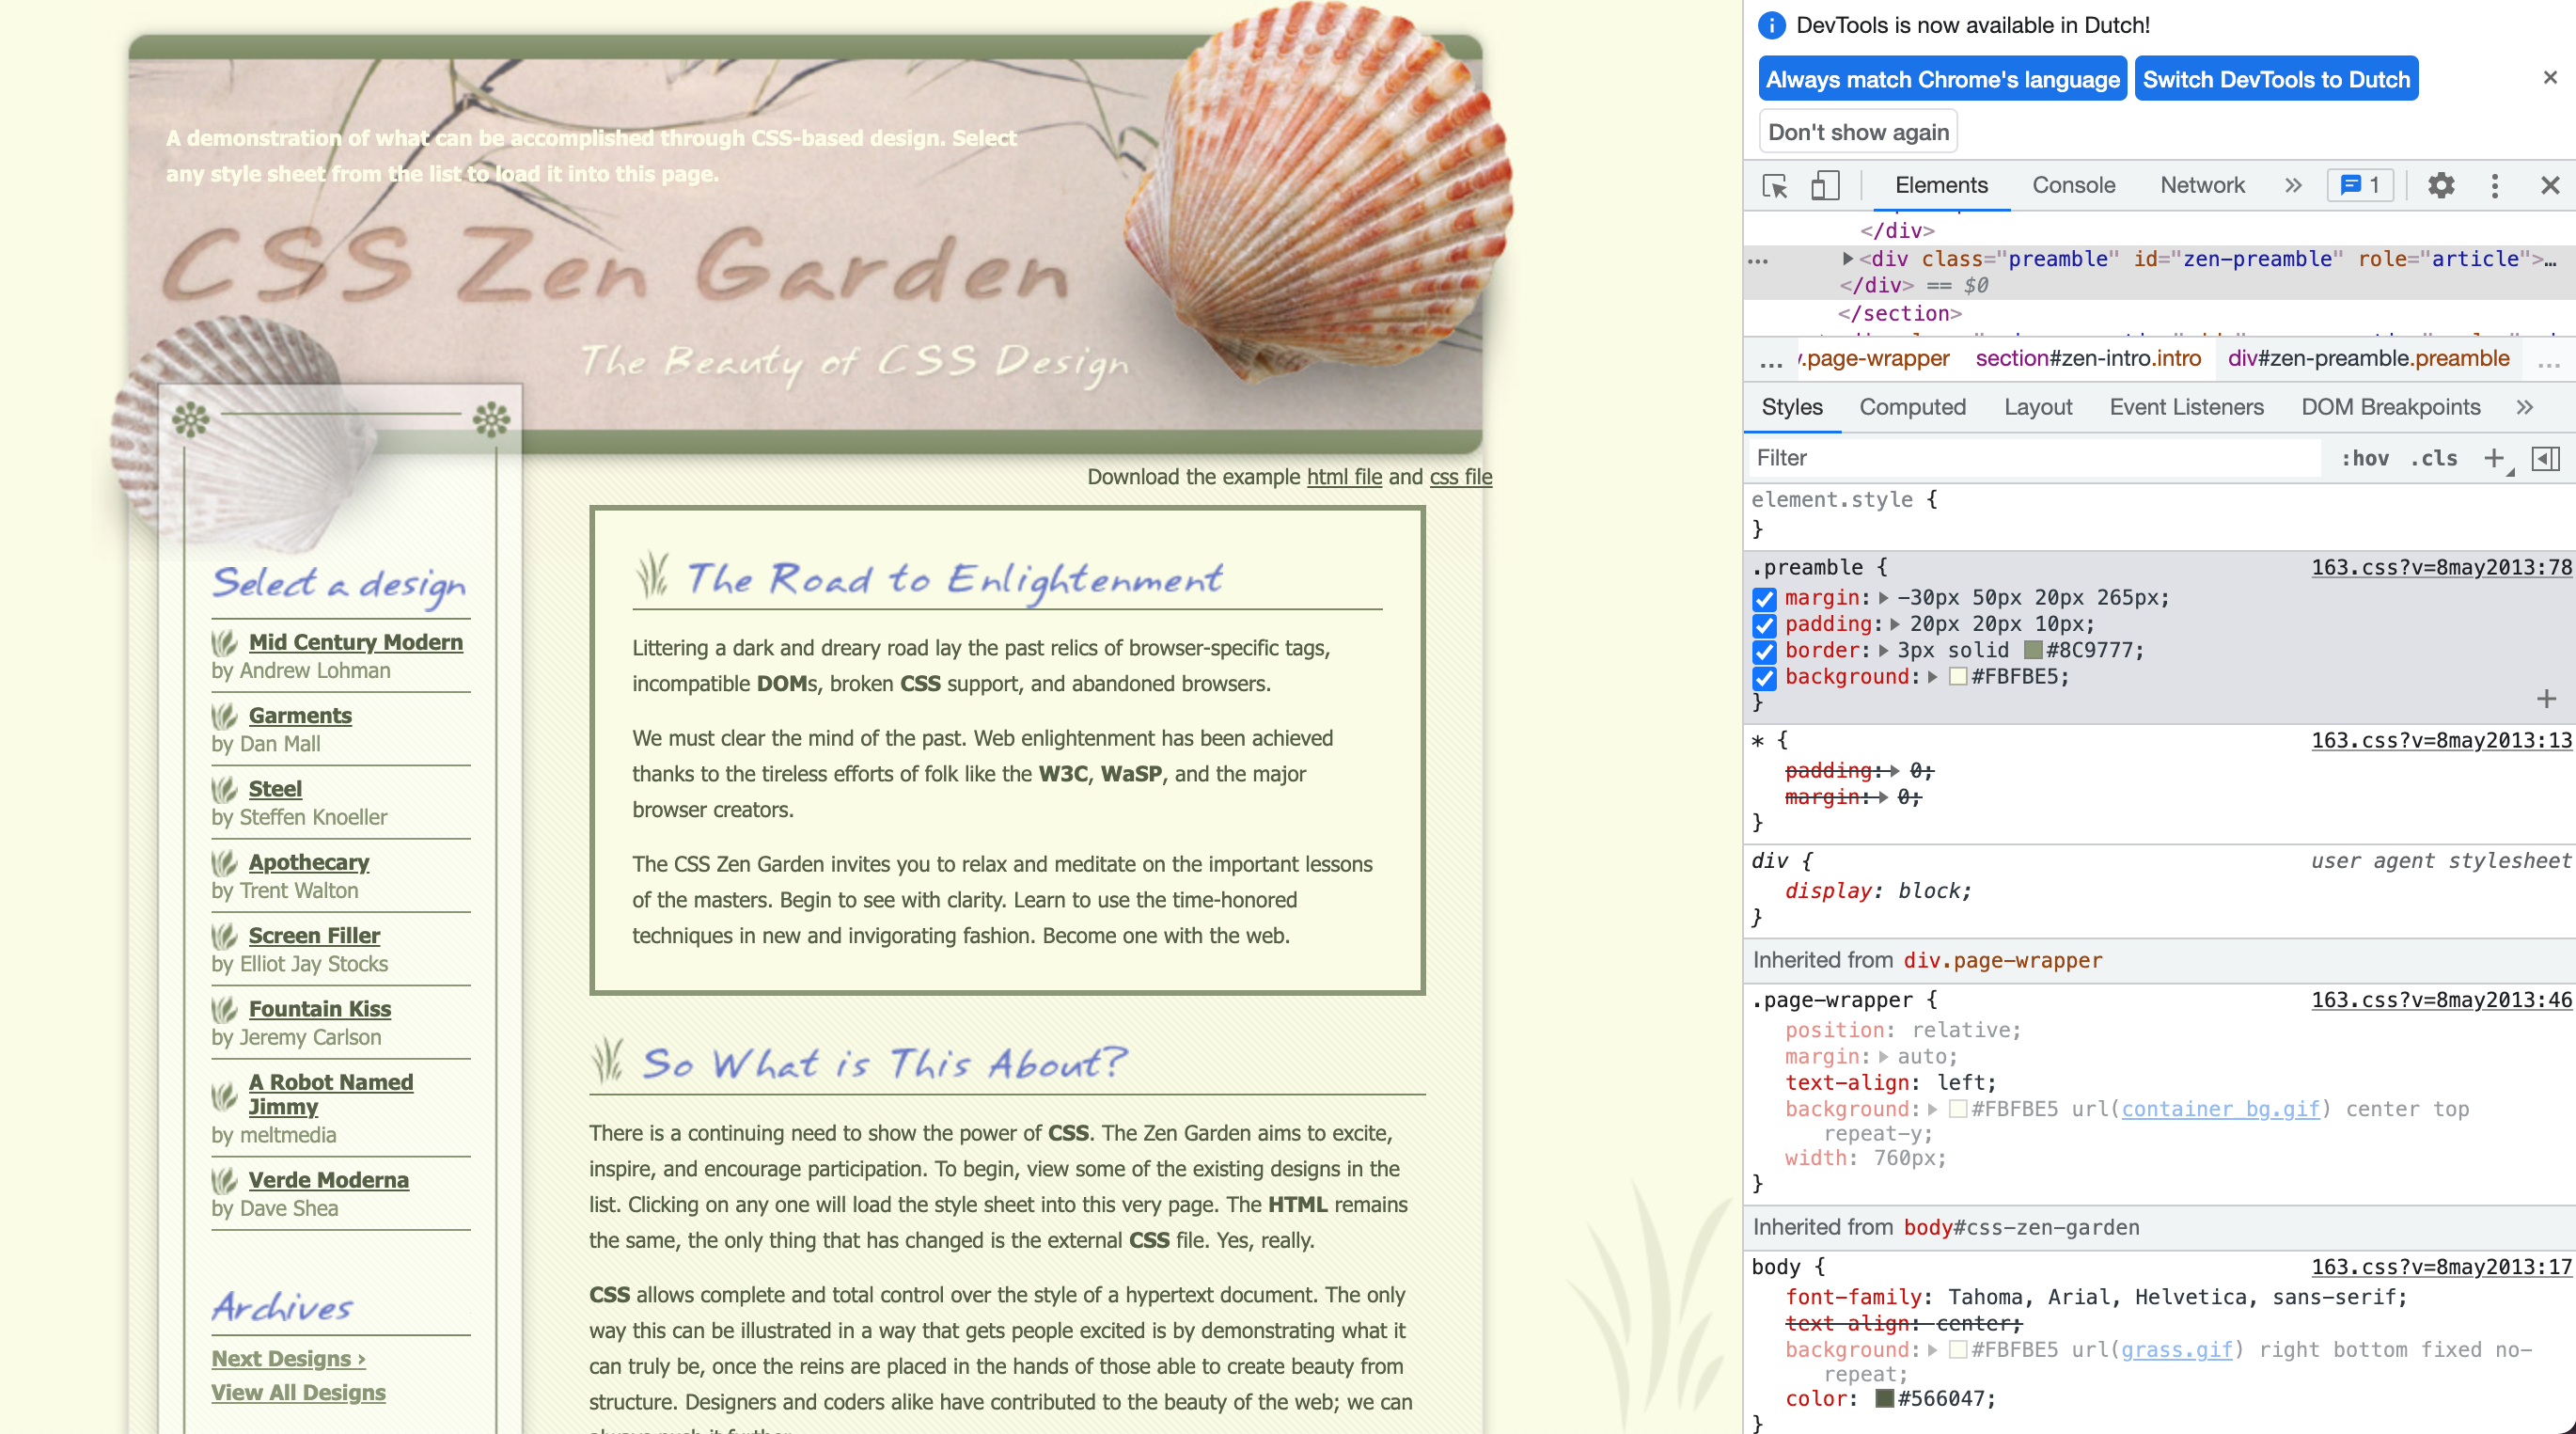 A demonstration of what can be accomplished through CSS-based design. Select
any style sheet from the list to load it into this page.
CSS Zen Garden
The Beauty of CSS Design
Download the example html file and css file
Select a design
Mid Century Modern
by Andrew Lohman
Garments
by Dan Mall
Steel
by Steffen Knoeller
Apothecary
by Trent Walton
Screen Filler
by Elliot Jay Stocks
Fountain Kiss
by Jeremy Carlson
A Robot Named
Jimmy
by meltmedia
Verde Moderna
by Dave Shea
Archives
Next Designs ›
View All Designs
The Road to Enlightenment
Littering a dark and dreary road lay the past relics of browser-specific tags,
incompatible DOMs, broken CSS support, and abandoned browsers.
We must clear the mind of the past. Web enlightenment has been achieved
thanks to the tireless efforts of folk like the W3C, WaSP, and the major
browser creators.
The CSS Zen Garden invites you to relax and meditate on the important lessons
of the masters. Begin to see with clarity. Learn to use the time-honored
techniques in new and invigorating fashion. Become one with the web.
So What is This About?
There is a continuing need to show the power of CSS. The Zen Garden aims to excite,
inspire, and encourage participation. To begin, view some of the existing designs in the
list. Clicking on any one will load the style sheet into this very page. The HTML remains
the same, the only thing that has changed is the external CSS file. Yes, really.
CSS allows complete and total control over the style of a hypertext document. The only
way this can be illustrated in a way that gets people excited is by demonstrating what it
can truly be, once the reins are placed in the hands of those able to create beauty from
structure. Designers and coders alike have contributed to the beauty of the web; we can
DevTools is now available in Dutch!
Always match Chrome's language Switch DevTools to Dutch ×
Don't show again
Elements Console Network » 1
</div>
… <div class="preamble" id="zen-preamble" role="article">…
</div> == $0
</section>
… .page-wrapper section#zen-intro.intro div#zen-preamble.preamble …
Styles Computed Layout Event Listeners DOM Breakpoints »
Filter :hov .cls +
element.style {
}
.preamble { 163.css?v=8may2013:78
margin: -30px 50px 20px 265px;
padding: 20px 20px 10px;
border: 3px solid #8C9777;
background: #FBFBE5;
}
* { 163.css?v=8may2013:13
padding: 0;
margin: 0;
}
div { user agent stylesheet
display: block;
}
Inherited from div.page-wrapper
.page-wrapper { 163.css?v=8may2013:46
position: relative;
margin: auto;
text-align: left;
background: #FBFBE5 url(container_bg.gif) center top
repeat-y;
width: 760px;
}
Inherited from body#css-zen-garden
body { 163.css?v=8may2013:17
font-family: Tahoma, Arial, Helvetica, sans-serif;
text-align: center;
background: #FBFBE5 url(grass.gif) right bottom fixed no-
repeat;
color: #566047;
}